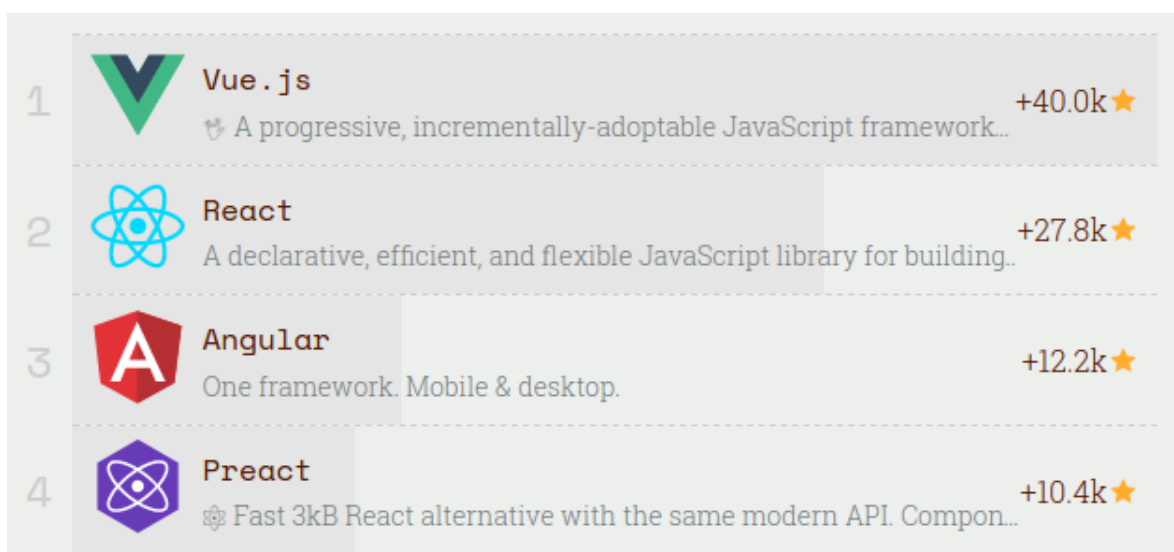 1
Vue.js
🖖 A progressive, incrementally-adoptable JavaScript framework...
+40.0k
2
React
A declarative, efficient, and flexible JavaScript library for building..
+27.8k
3
Angular
One framework. Mobile & desktop.
+12.2k
4
Preact
⚛ Fast 3kB React alternative with the same modern API. Compon...
+10.4k